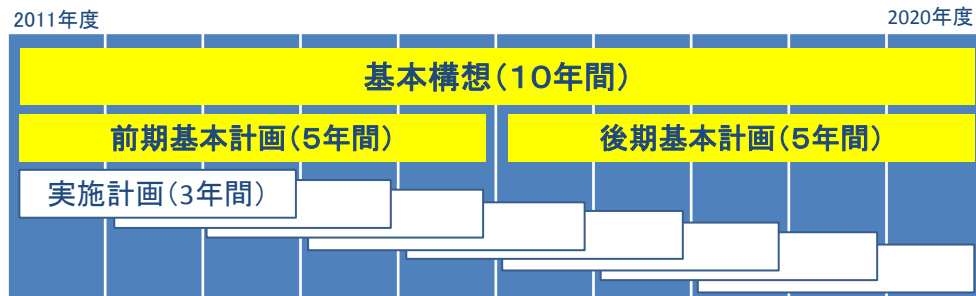 2011年度
2020年度
基本構想(10年間)
前期基本計画(5年間)
後期基本計画(5年間)
実施計画(3年間)